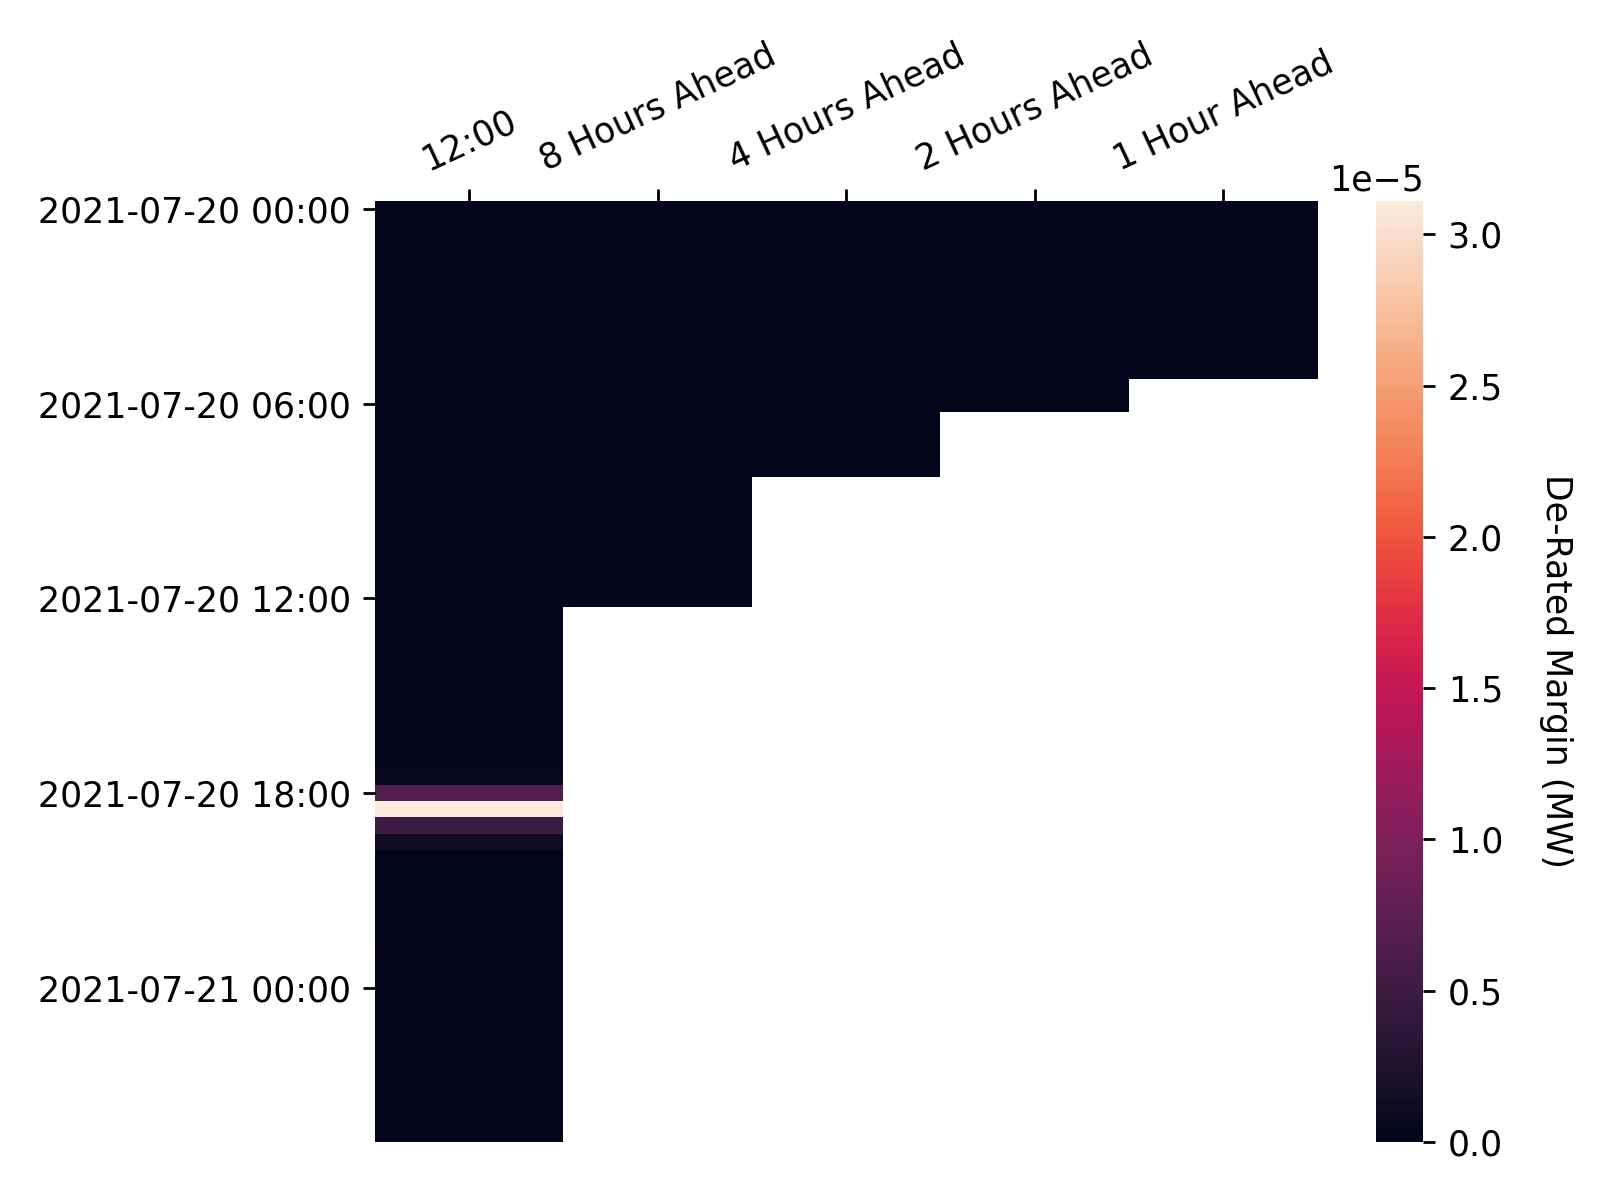 12:00
8 Hours Ahead
4 Hours Ahead
2 Hours Ahead
1 Hour Ahead
2021-07-20 00:00
2021-07-20 06:00
2021-07-20 12:00
2021-07-20 18:00
2021-07-21 00:00
1e−5
3.0
2.5
2.0
1.5
1.0
0.5
0.0
De-Rated Margin (MW)